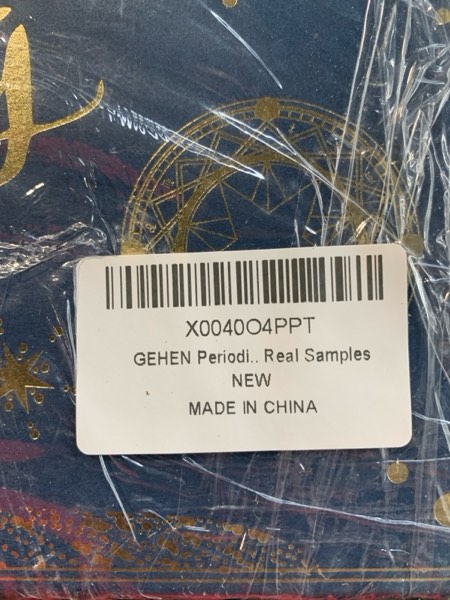 X0040O4PPT
GEHEN Periodi.. Real Samples
NEW
MADE IN CHINA